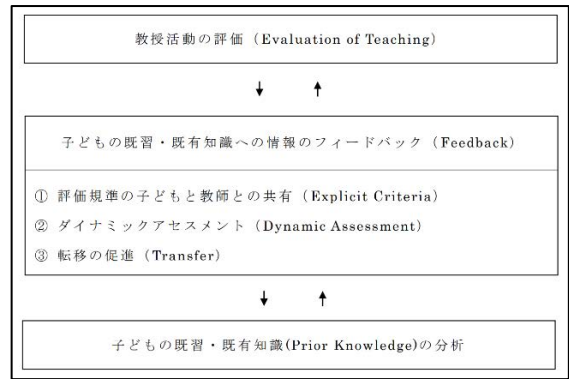 教授活動の評価（Evaluation of Teaching）
↓ ↑
子どもの既習・既有知識への情報のフィードバック（Feedback）
① 評価規準の子どもと教師との共有（Explicit Criteria）
② ダイナミックアセスメント（Dynamic Assessment）
③ 転移の促進（Transfer）
↓ ↑
子どもの既習・既有知識(Prior Knowledge)の分析